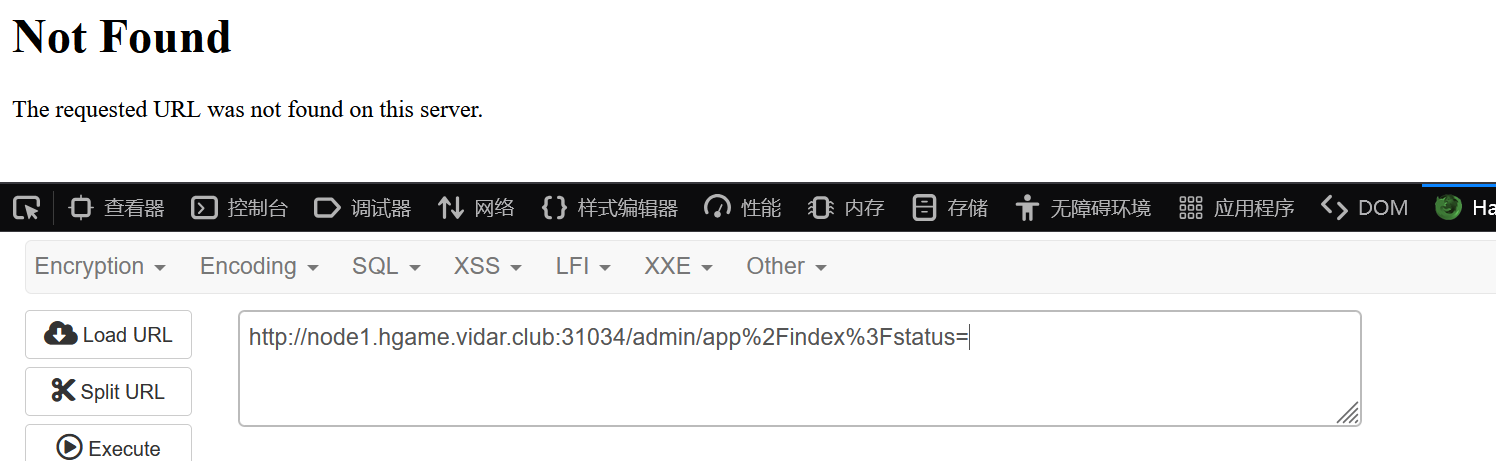 Not Found
The requested URL was not found on this server.
查看器 控制台 调试器 网络 样式编辑器 性能 内存 存储 无障碍环境 应用程序 DOM Ha
Encryption Encoding SQL XSS LFI XXE Other
Load URL http://node1.hgame.vidar.club:31034/admin/app%2Findex%3Fstatus=
Split URL
Execute